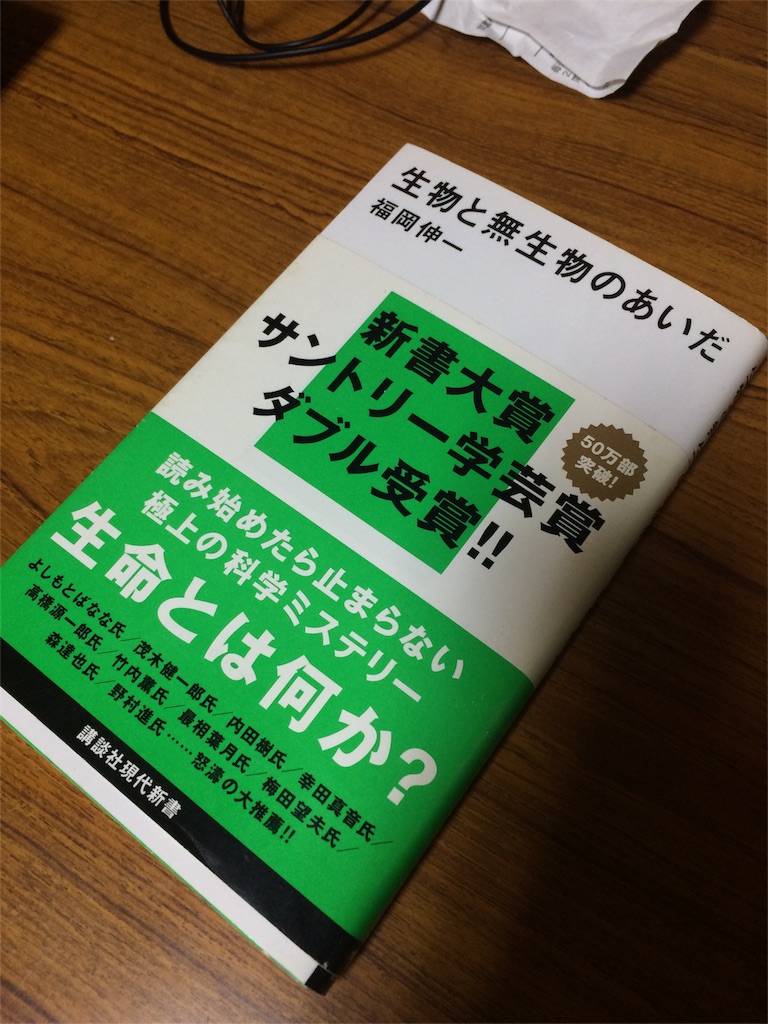 生物と無生物のあいだ
福岡伸一
新書大賞
サントリー学芸賞
ダブル受賞!!
50万部
突破!
読み始めたら止まらない
極上の科学ミステリー
生命とは何か?
よしもとばなな氏／茂木健一郎氏／内田樹氏／幸田真音氏／
高橋源一郎氏／竹内薫氏／最相葉月氏／梅田望夫氏／
森達也氏／野村進氏……怒濤の大推薦!!
講談社現代新書